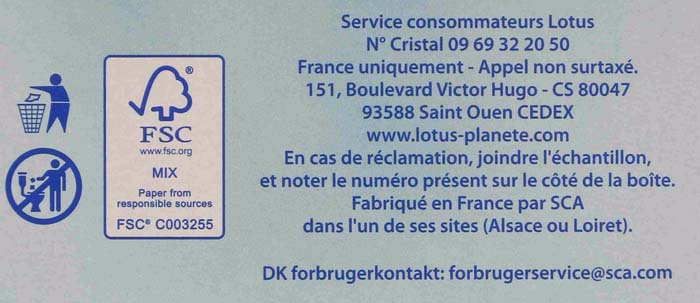 FSC
www.fsc.org
MIX
Paper from
responsible sources
FSC® C003255
Service consommateurs Lotus
N° Cristal 09 69 32 20 50
France uniquement - Appel non surtaxé.
151, Boulevard Victor Hugo - CS 80047
93588 Saint Ouen CEDEX
www.lotus-planete.com
En cas de réclamation, joindre l'échantillon,
et noter le numéro présent sur le côté de la boîte.
Fabriqué en France par SCA
dans l'un de ses sites (Alsace ou Loiret).
DK forbrugerkontakt: forbrugerservice@sca.com